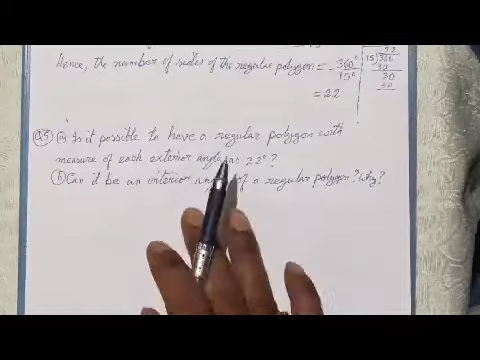 Hence, the number of sides of the regular polygon = 360° / 15°
= 22
15)360
30
30
30
Q5 (a) Is it possible to have a regular polygon with
measure of each exterior angle as 22°?
(b) Can it be an interior angle of a regular polygon? Why?